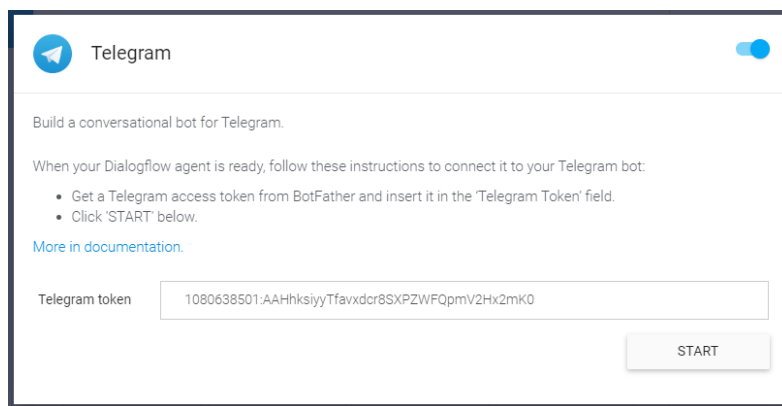 Telegram
Build a conversational bot for Telegram.
When your Dialogflow agent is ready, follow these instructions to connect it to your Telegram bot:
• Get a Telegram access token from BotFather and insert it in the 'Telegram Token' field.
• Click 'START' below.
More in documentation.
Telegram token 1080638501:AAHhksiyyTfavxdcr8SXPZWFQpmV2Hx2mK0
START